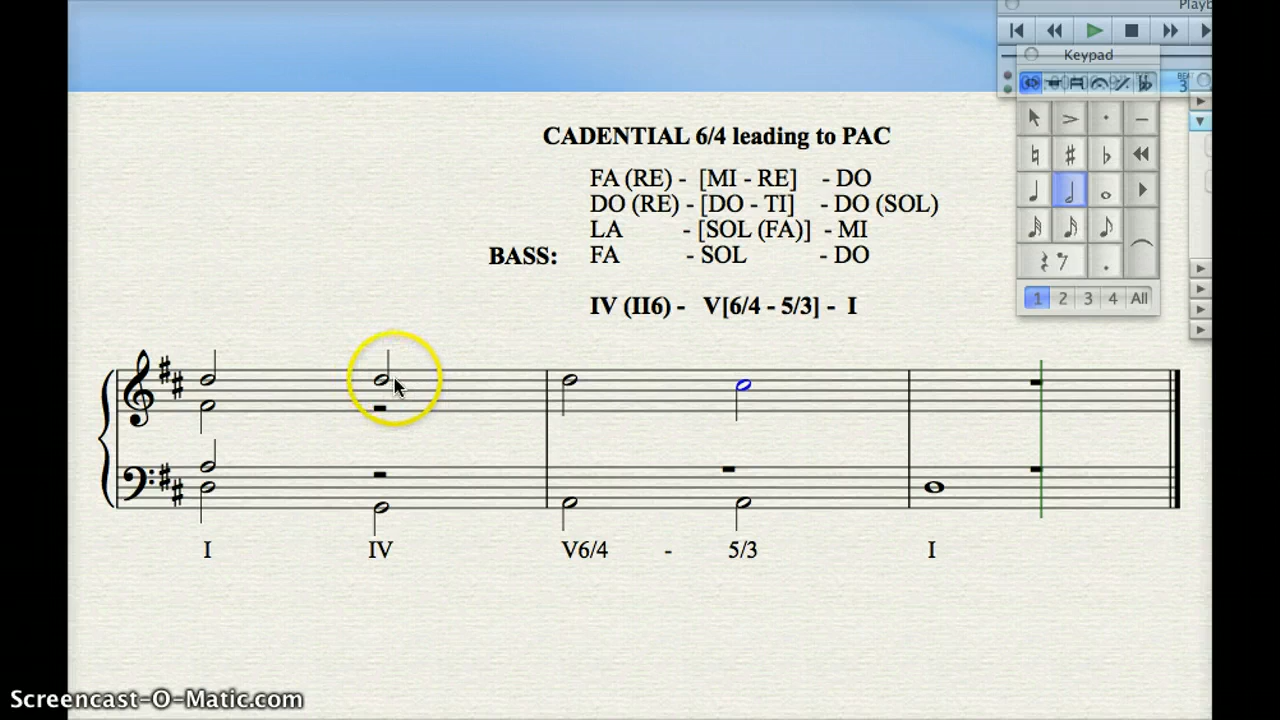 Playb
Keypad
CADENTIAL 6/4 leading to PAC
FA (RE) - [MI - RE] - DO
DO (RE) - [DO - TI] - DO (SOL)
LA - [SOL (FA)] - MI
BASS: FA - SOL - DO
IV (II6) - V[6/4 - 5/3] - I
1 2 3 4 All
I IV V6/4 - 5/3 I
Screencast-O-Matic.com